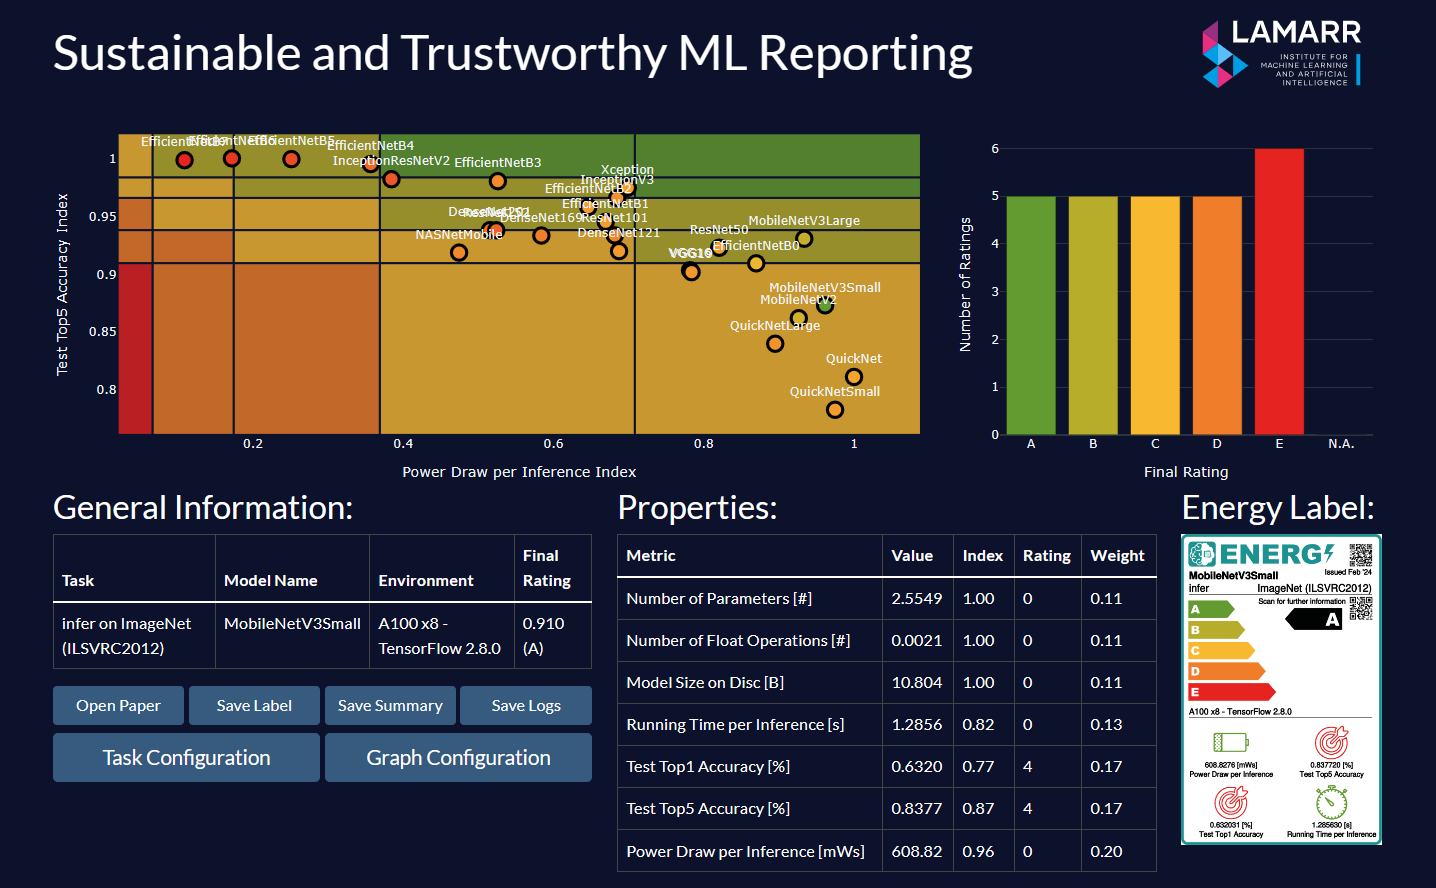 Sustainable and Trustworthy ML Reporting
LAMARR
INSTITUTE FOR
MACHINE LEARNING
AND ARTIFICIAL
INTELLIGENCE
Test Top5 Accuracy Index
1
0.95
0.9
0.85
0.8
EfficientNetB7
EfficientNetB6
EfficientNetB5
EfficientNetB4
InceptionResNetV2
EfficientNetB3
Xception
InceptionV3
EfficientNetB2
EfficientNetB1
DenseNet169
ResNet101
NASNetMobile
DenseNet121
MobileNetV3Large
ResNet50
EfficientNetB0
VGG16
MobileNetV3Small
MobileNetV2
QuickNetLarge
QuickNet
QuickNetSmall
0.2
0.4
0.6
0.8
1
Power Draw per Inference Index
Number of Ratings
6
5
4
3
2
1
0
A
B
C
D
E
N.A.
Final Rating
General Information:
Task Model Name Environment Final Rating
infer on ImageNet (ILSVRC2012) MobileNetV3Small A100 x8 - TensorFlow 2.8.0 0.910 (A)
Open Paper
Save Label
Save Summary
Save Logs
Task Configuration
Graph Configuration
Properties:
Metric Value Index Rating Weight
Number of Parameters [#] 2.5549 1.00 0 0.11
Number of Float Operations [#] 0.0021 1.00 0 0.11
Model Size on Disc [B] 10.804 1.00 0 0.11
Running Time per Inference [s] 1.2856 0.82 0 0.13
Test Top1 Accuracy [%] 0.6320 0.77 4 0.17
Test Top5 Accuracy [%] 0.8377 0.87 4 0.17
Power Draw per Inference [mWs] 608.82 0.96 0 0.20
Energy Label:
ENERG
Issued Feb '24
MobileNetV3Small
infer ImageNet (ILSVRC2012)
Scan for further information
A
A
B
C
D
E
A100 x8 - TensorFlow 2.8.0
608.8276 [mWs]
Power Draw per Inference
0.837720 [%]
Test Top5 Accuracy
0.632031 [%]
Test Top1 Accuracy
1.285630 [s]
Running Time per Inference